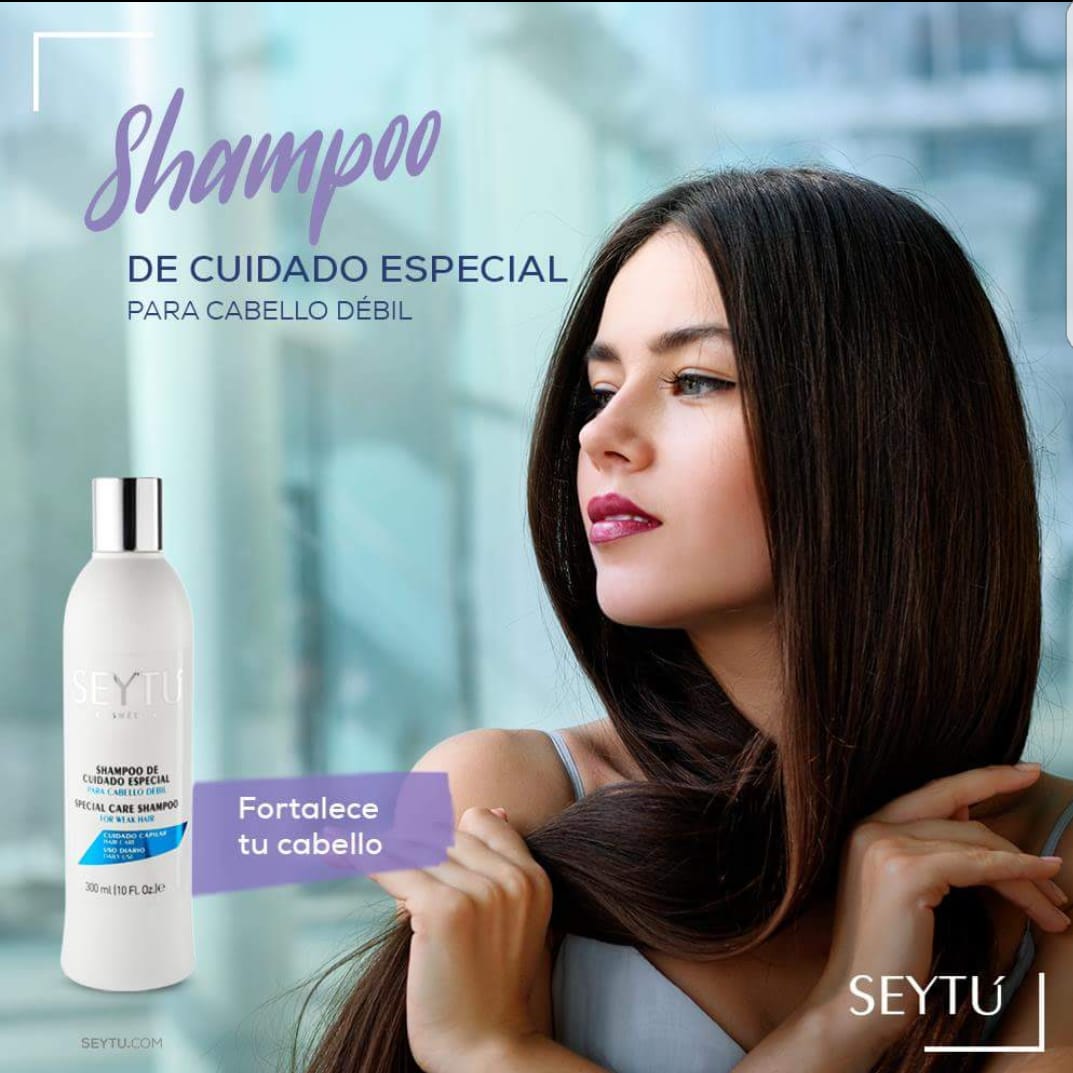 Shampoo
DE CUIDADO ESPECIAL
PARA CABELLO DÉBIL
SEYTÚ
SHAMPOO DE
CUIDADO ESPECIAL
PARA CABELLO DÉBIL
SPECIAL CARE SHAMPOO
FOR WEAK HAIR
CUIDADO CAPILAR
HAIR CARE
USO DIARIO
DAILY USE
300 ml|10 FL Oz.|e
Fortalece
tu cabello
SEYTÚ
SEYTU.COM